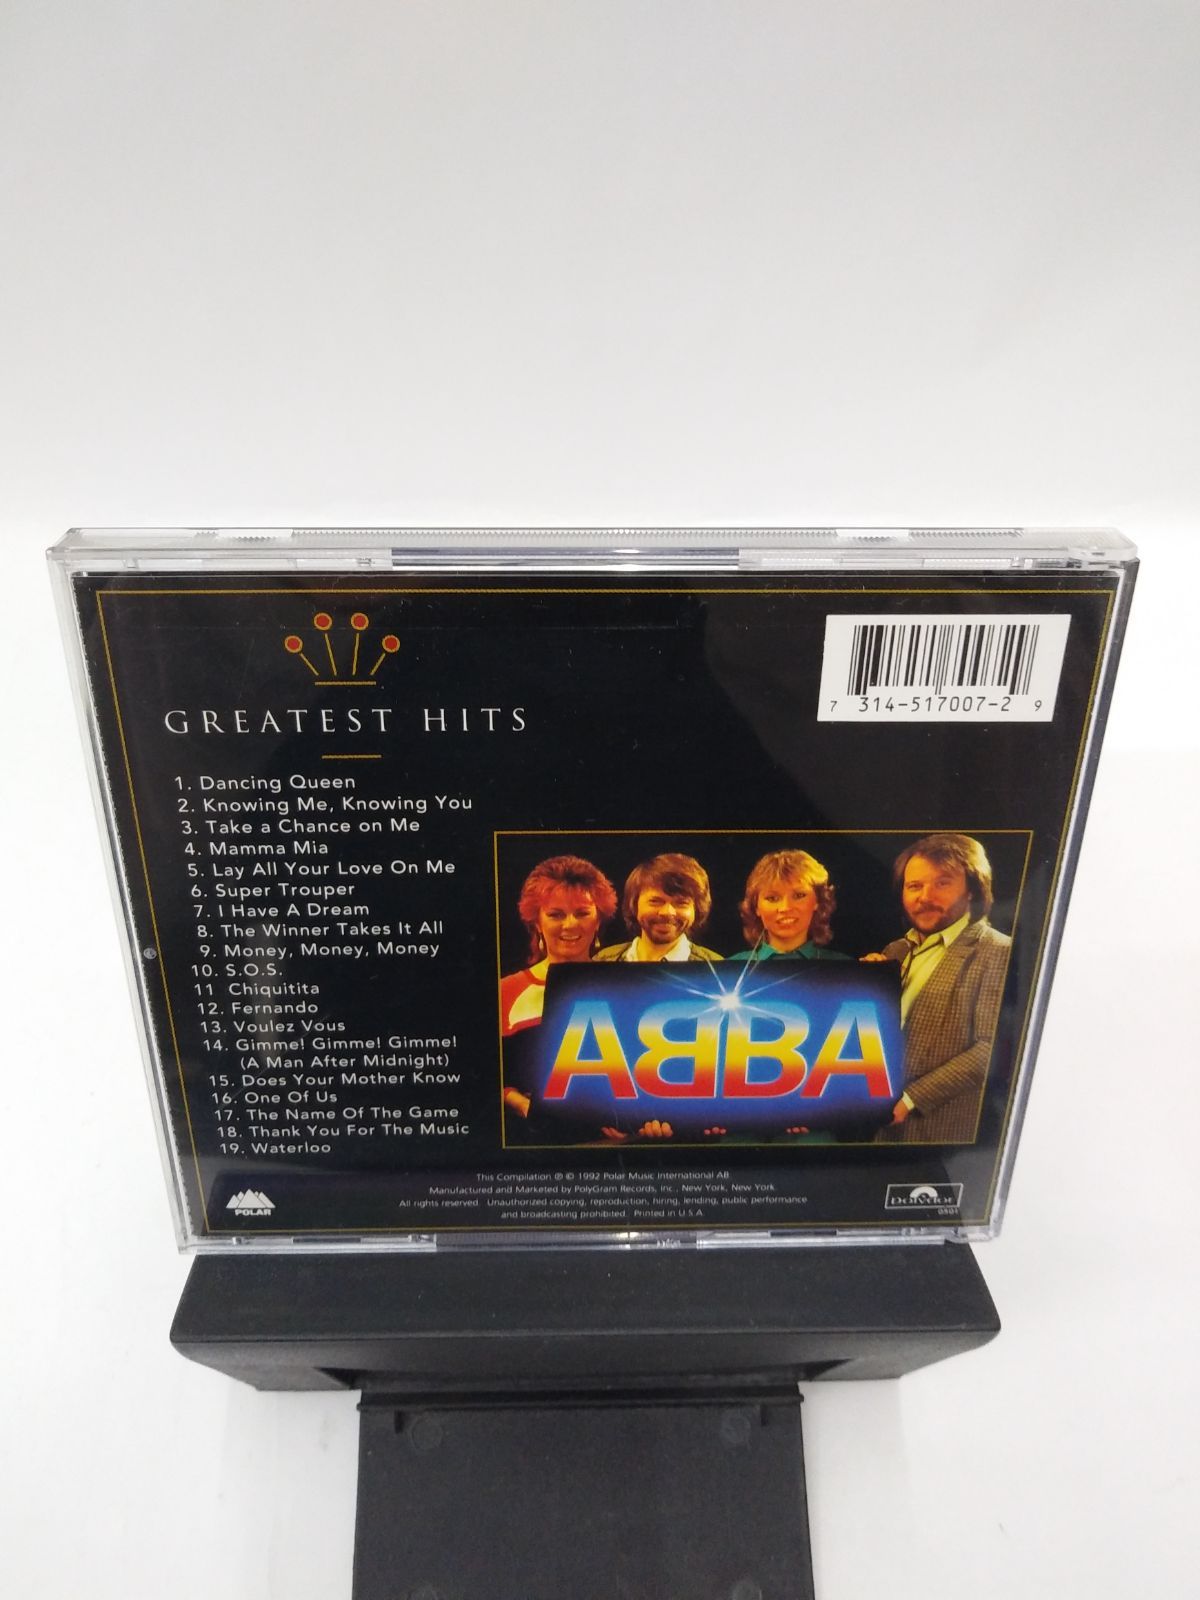 GREATEST HITS
7 314-517007-2 9
1. Dancing Queen
2. Knowing Me, Knowing You
3. Take a Chance on Me
4. Mamma Mia
5. Lay All Your Love On Me
6. Super Trouper
7. I Have A Dream
8. The Winner Takes It All
9. Money, Money, Money
10. S.O.S.
11 Chiquitita
12. Fernando
13. Voulez Vous
14. Gimme! Gimme! Gimme!
(A Man After Midnight)
15. Does Your Mother Know
16. One Of Us
17. The Name Of The Game
18. Thank You For The Music
19. Waterloo
ABBA
This Compilation ℗ © 1992 Polar Music International AB
Manufactured and Marketed by PolyGram Records, Inc., New York, New York
All rights reserved. Unauthorized copying, reproduction, hiring, lending, public performance
and broadcasting prohibited. Printed in U.S.A.
POLAR
Polydor
0801